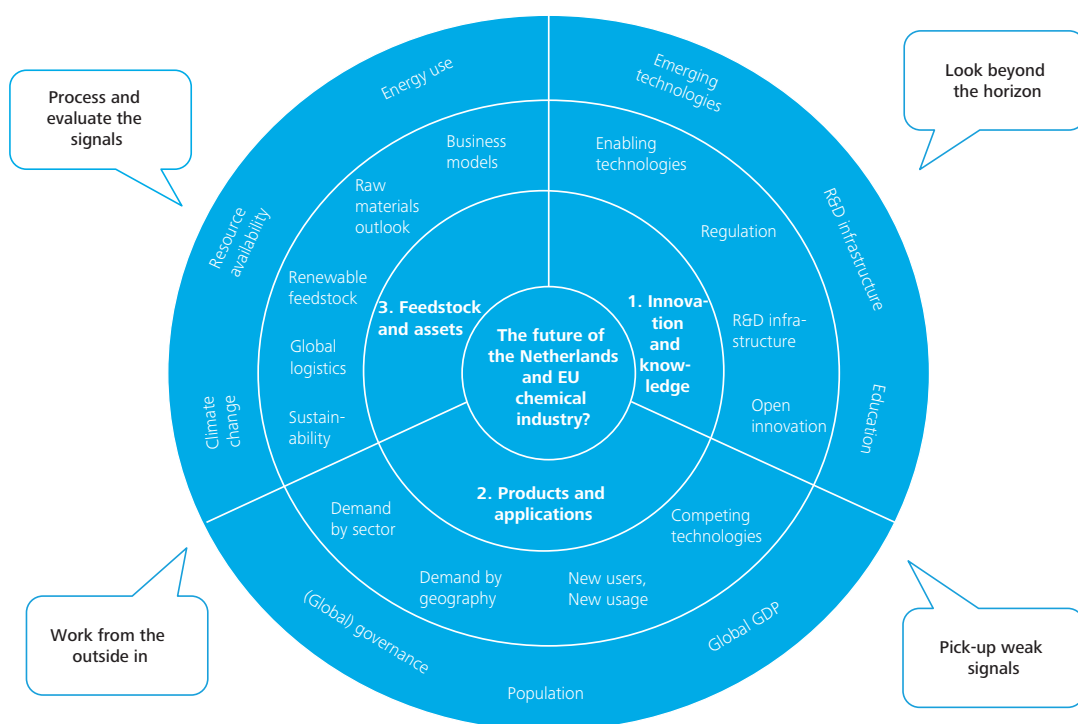 Process and
evaluate the
signals
Look beyond
the horizon
Energy use
Emerging
technologies
Business
models
Enabling
technologies
Raw
materials
outlook
Resource
availability
Regulation
R&D infrastructure
Renewable
feedstock
3. Feedstock
and assets
1. Innova-
tion
and
know-
ledge
The future of
the Netherlands
and EU
chemical
industry?
R&D infra-
structure
Global
logistics
Climate
change
Sustain-
ability
Open
innovation
Education
2. Products and
applications
Demand
by sector
Competing
technologies
Demand by
geography
New users,
New usage
(Global) governance
Population
Global GDP
Work from the
outside in
Pick-up weak
signals